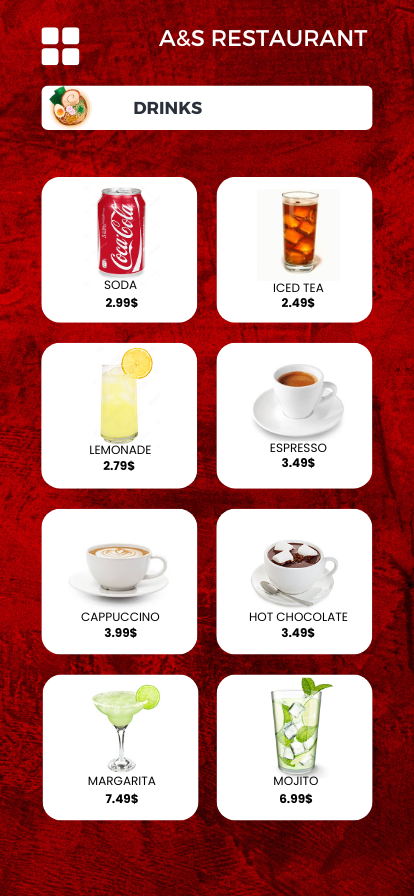 A&S RESTAURANT
DRINKS
Coca-Cola
SODA
2.99$
ICED TEA
2.49$
LEMONADE
2.79$
ESPRESSO
3.49$
CAPPUCCINO
3.99$
HOT CHOCOLATE
3.49$
MARGARITA
7.49$
MOJITO
6.99$